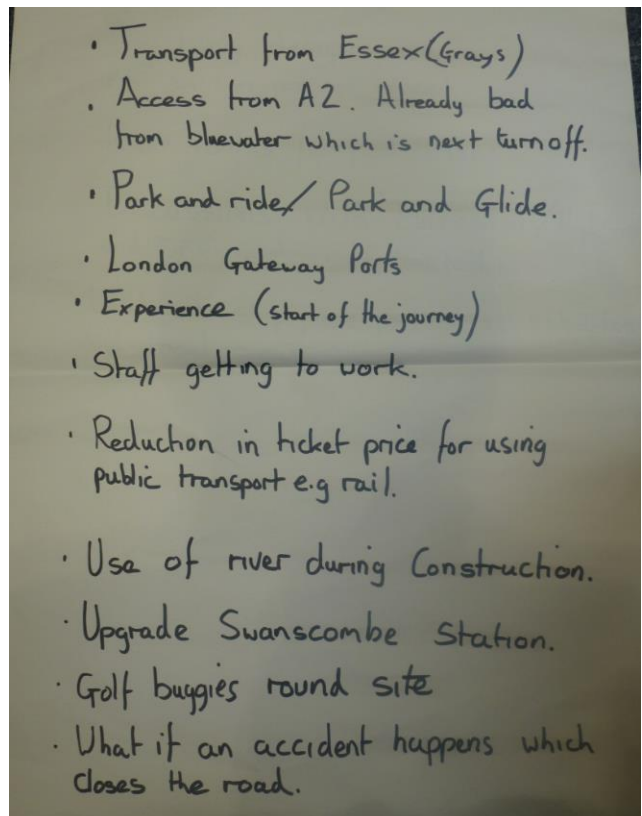 · Transport from Essex (Grays)
· Access from A2. Already bad
from bluewater which is next turn off.
· Park and ride / Park and Glide.
· London Gateway Ports
· Experience (start of the journey)
· Staff getting to work.
· Reduction in ticket price for using
public transport e.g rail.
· Use of river during Construction.
· Upgrade Swanscombe Station.
· Golf buggies round site
· What if an accident happens which
closes the road.